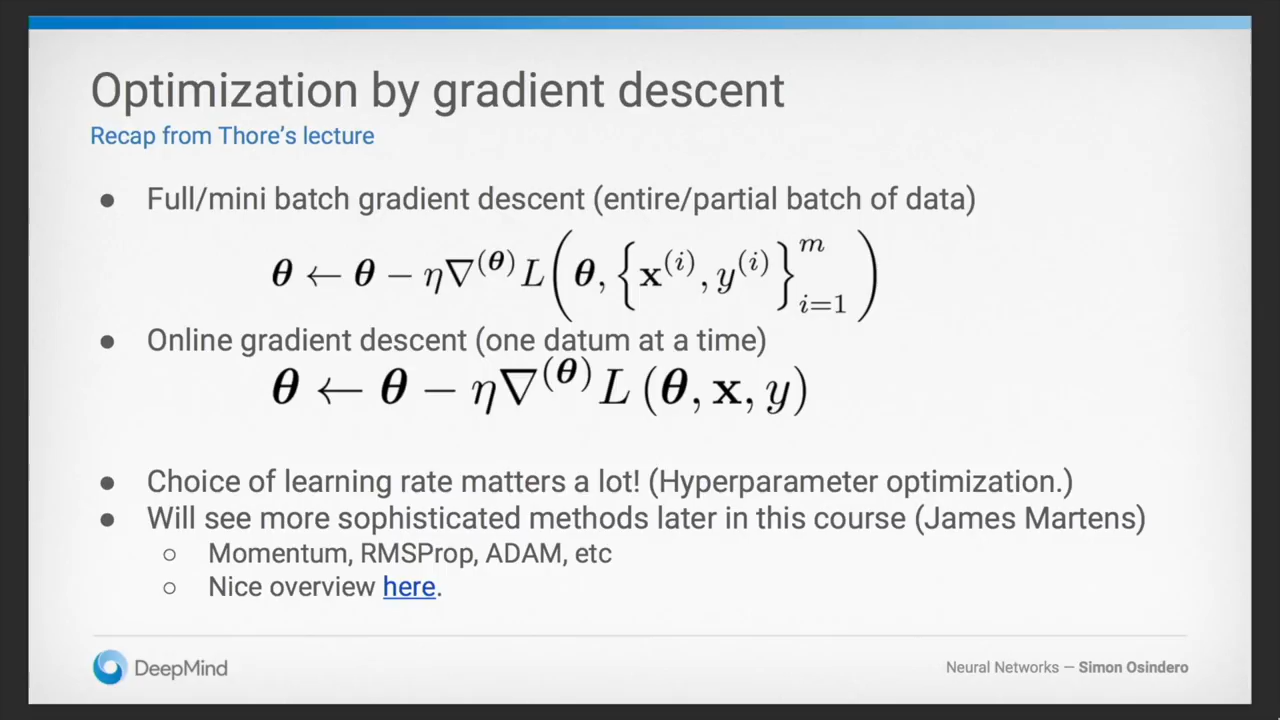 Optimization by gradient descent
Recap from Thore's lecture
● Full/mini batch gradient descent (entire/partial batch of data)
θ ← θ − η∇^(θ) L(θ, {x^(i), y^(i)}_{i=1}^m)
● Online gradient descent (one datum at a time)
θ ← θ − η∇^(θ) L (θ, x, y)
● Choice of learning rate matters a lot! (Hyperparameter optimization.)
● Will see more sophisticated methods later in this course (James Martens)
○ Momentum, RMSProp, ADAM, etc
○ Nice overview here.
DeepMind
Neural Networks — Simon Osindero